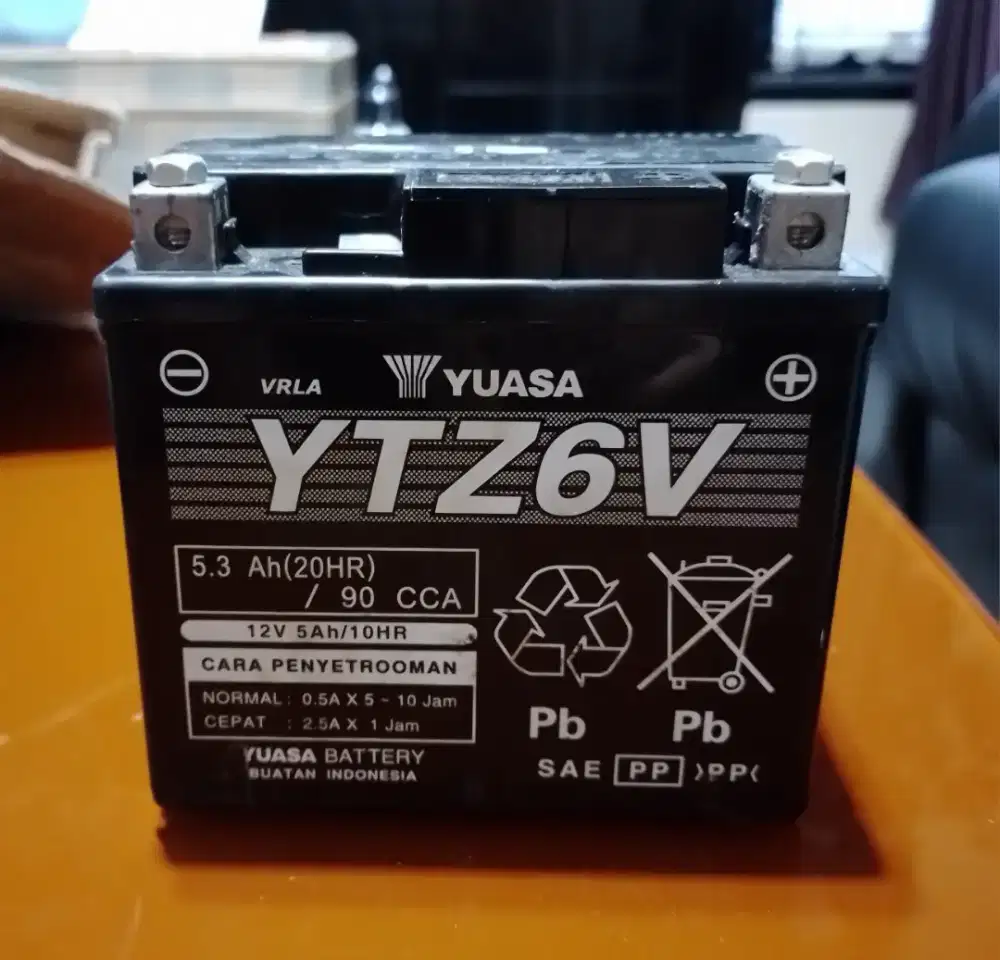 VRLA
YUASA
YTZ6V
5.3 Ah(20HR)
/ 90 CCA
12V 5Ah/10HR
CARA PENYETROOMAN
NORMAL : 0.5A X 5 ~ 10 Jam
CEPAT : 2.5A X 1 Jam
YUASA BATTERY
BUATAN INDONESIA
Pb
Pb
SAE PP >PP<